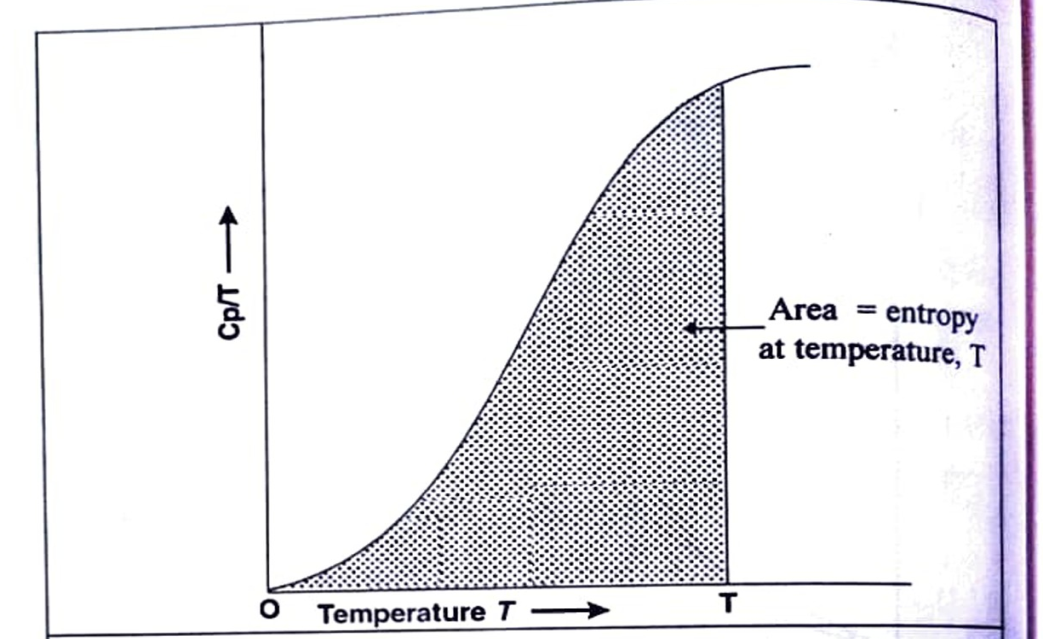 Cp/T
Area = entropy
at temperature, T
O
T
Temperature T